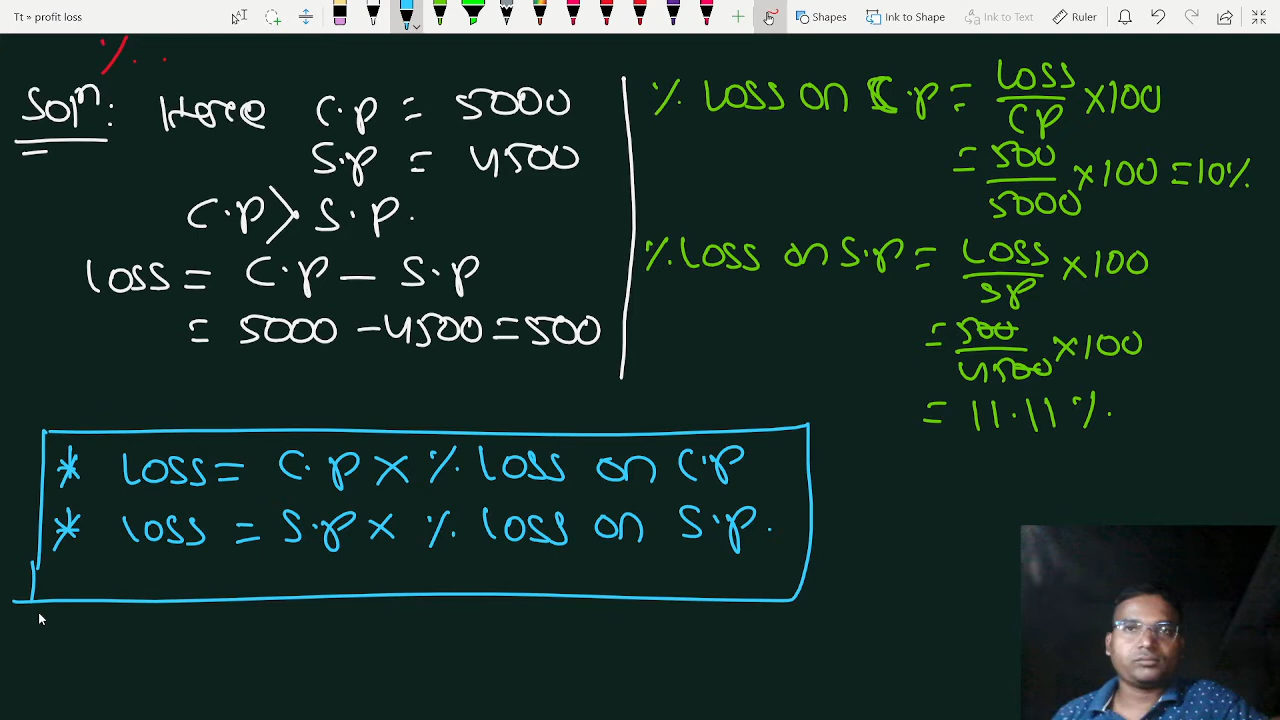 Tt » profit loss
Shapes
Ink to Shape
Ink to Text
Ruler
%..
Solⁿ: Here C.P = 5000
S.P = 4500
C.P > S.P.
Loss = C.P - S.P
= 5000 - 4500 = 500
% Loss on C.P = Loss/CP × 100
= 500/5000 × 100 = 10%
% Loss on S.P = Loss/SP × 100
= 500/4500 × 100
= 11.11 %.
* Loss = C.P × % Loss on C.P
* Loss = S.P × % Loss on S.P.